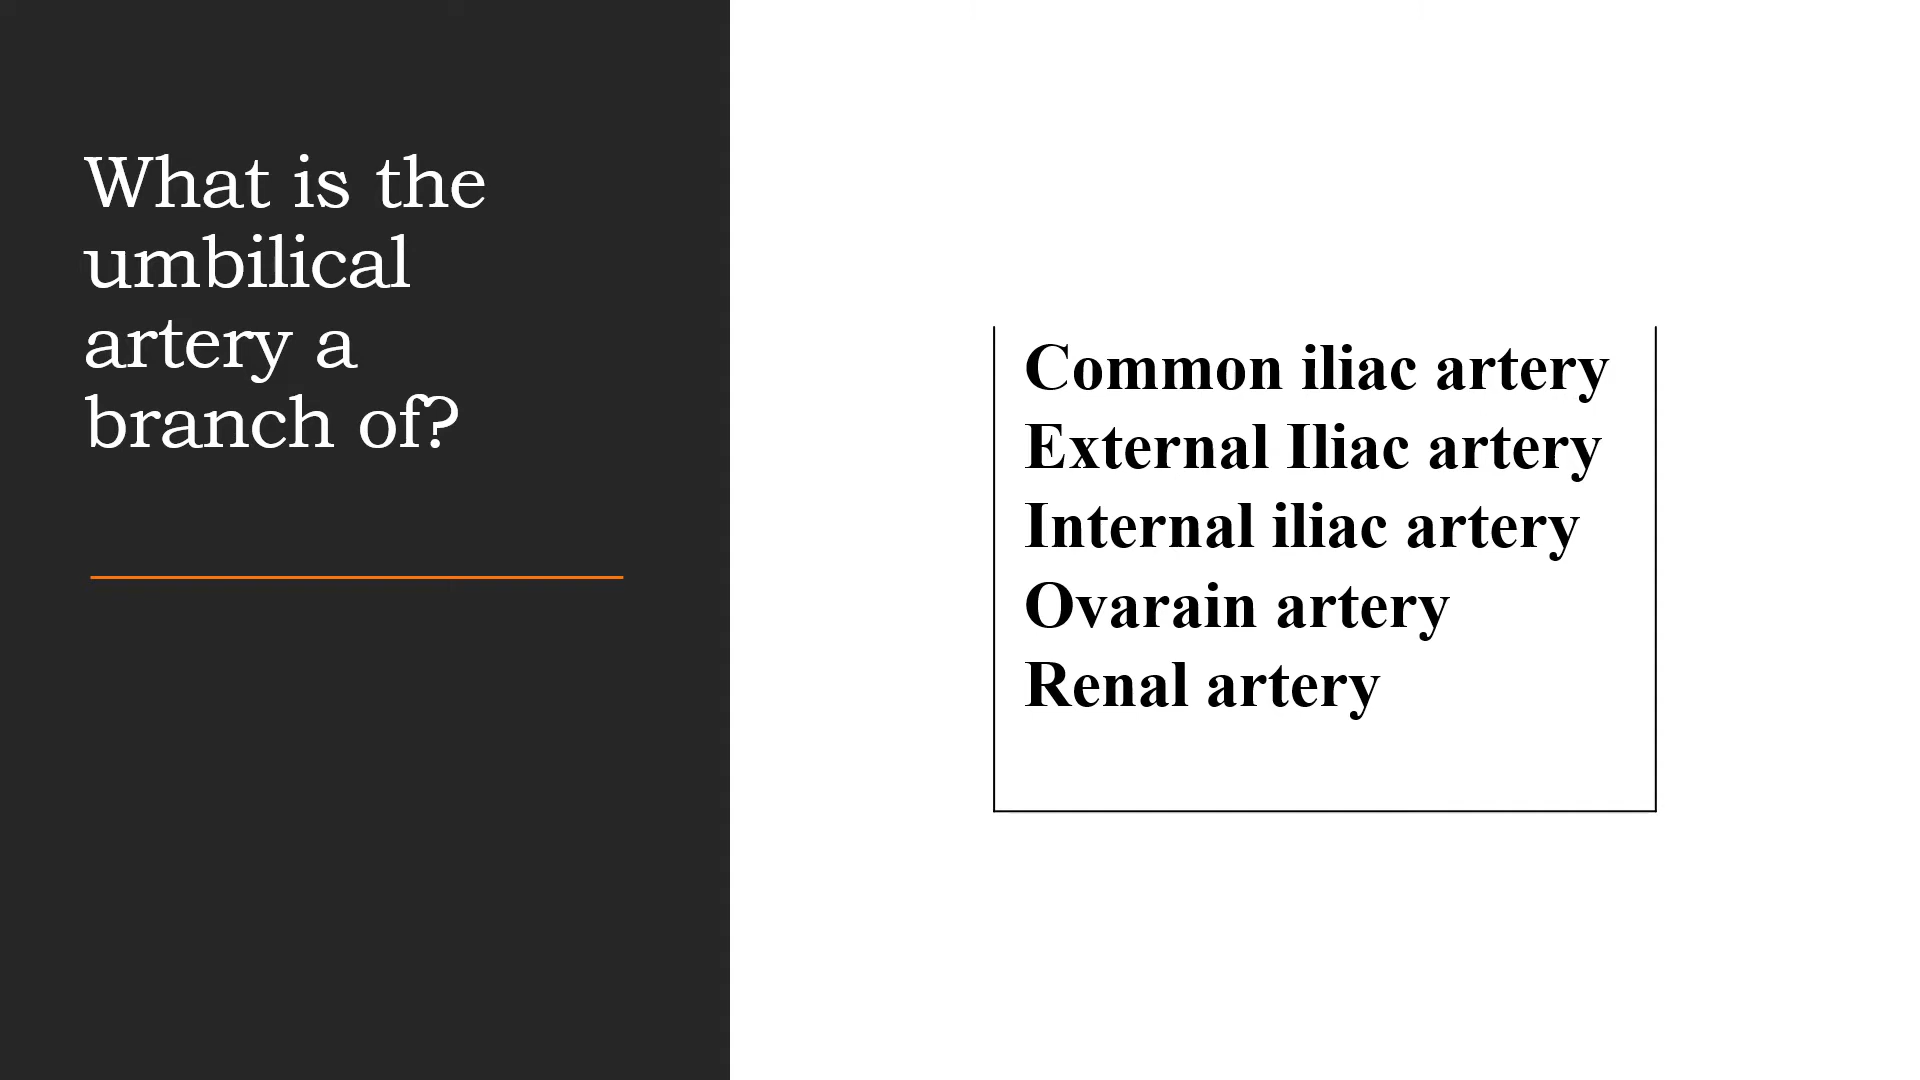 What is the
umbilical
artery a
branch of?
Common iliac artery
External Iliac artery
Internal iliac artery
Ovarain artery
Renal artery